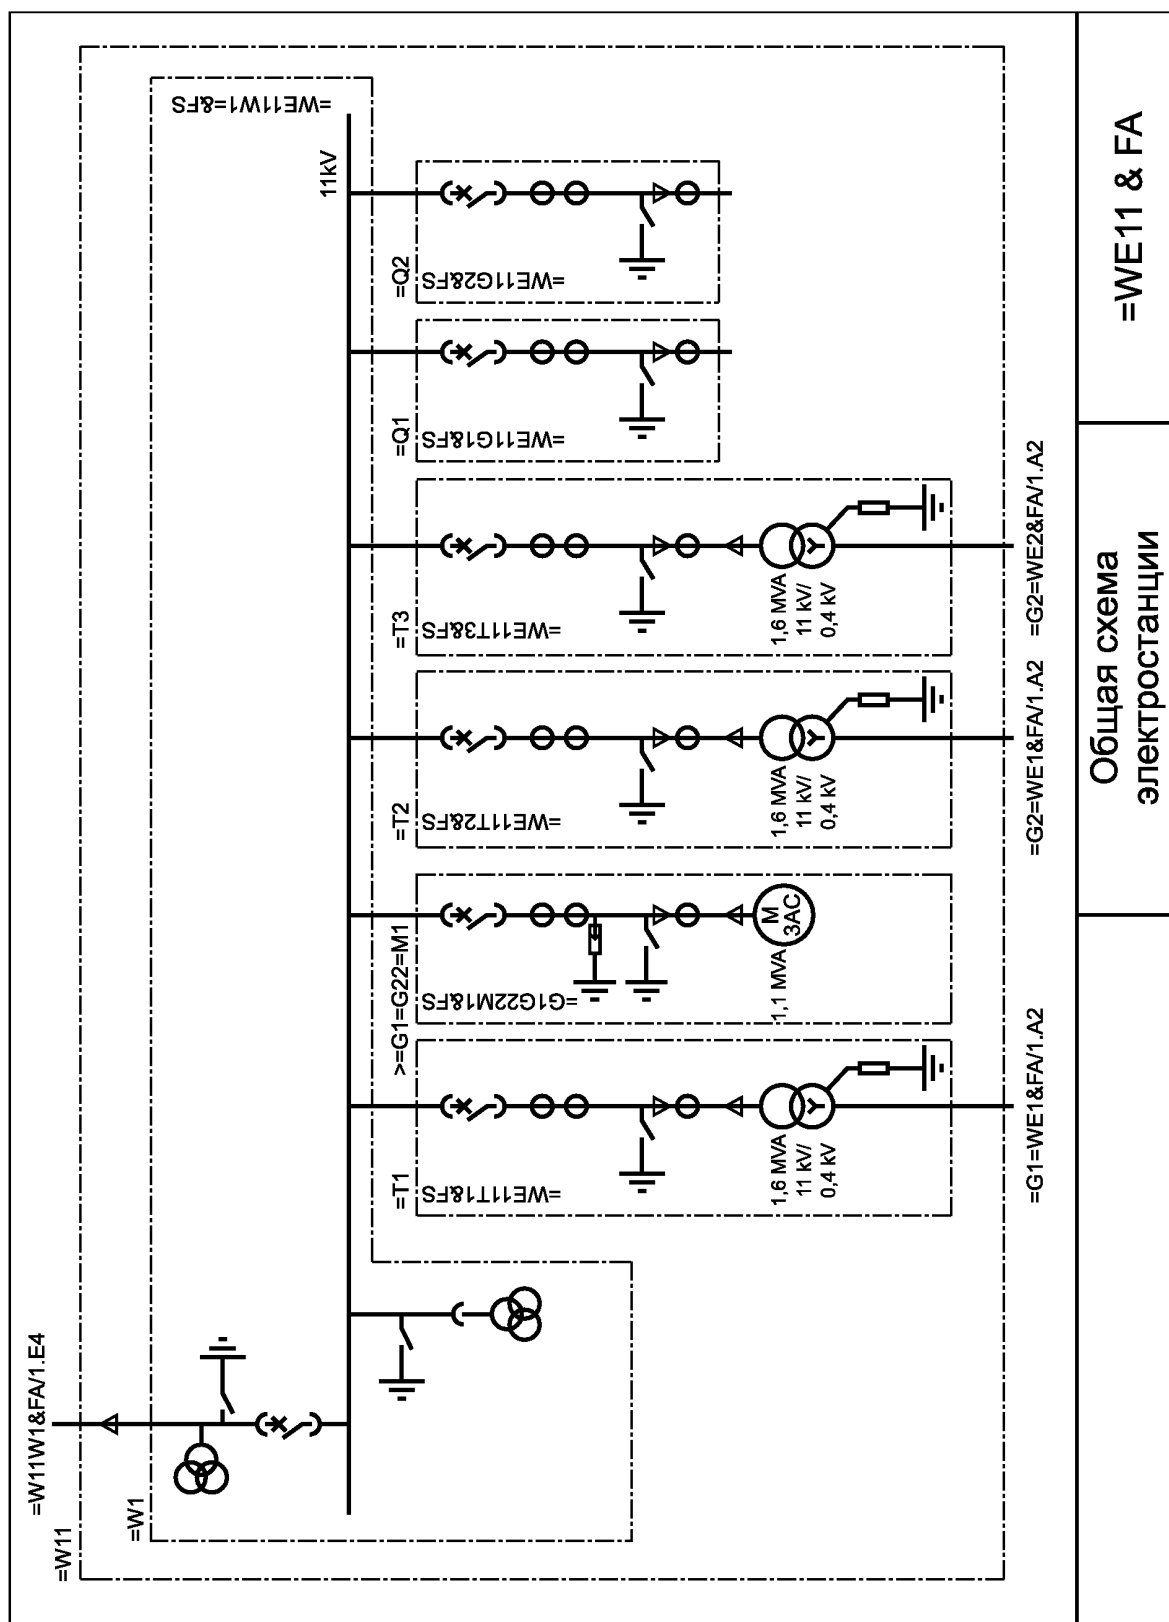 =W11W1&FA/1.E4
=W11
=W1
=WE11W1=&FS
11kV
=T1
>=G1=G22=M1
=T2
=T3
=Q1
=Q2
=WE11T1&FS
=G1G22M1&FS
=WE11T2&FS
=WE11T3&FS
=WE11G1&FS
=WE11G2&FS
1,6 MVA
11 kV/
0,4 kV
1,1 MVA
M
3AC
1,6 MVA
11 kV/
0,4 kV
1,6 MVA
11 kV/
0,4 kV
=G1=WE1&FA/1.A2
=G2=WE1&FA/1.A2
=G2=WE2&FA/1.A2
Общая схема
электростанции
=WE11 & FA